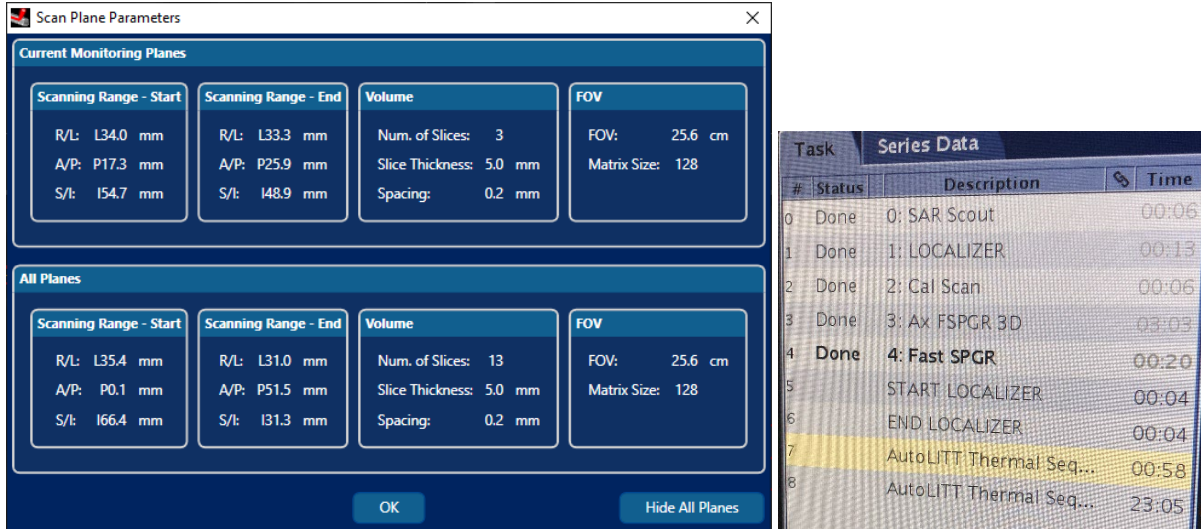 Scan Plane Parameters
Current Monitoring Planes
Scanning Range - Start Scanning Range - End Volume FOV
R/L: L34.0 mm R/L: L33.3 mm Num. of Slices: 3 FOV: 25.6 cm
A/P: P17.3 mm A/P: P25.9 mm Slice Thickness: 5.0 mm Matrix Size: 128
S/I: I54.7 mm S/I: I48.9 mm Spacing: 0.2 mm
All Planes
Scanning Range - Start Scanning Range - End Volume FOV
R/L: L35.4 mm R/L: L31.0 mm Num. of Slices: 13 FOV: 25.6 cm
A/P: P0.1 mm A/P: P51.5 mm Slice Thickness: 5.0 mm Matrix Size: 128
S/I: I66.4 mm S/I: I31.3 mm Spacing: 0.2 mm
OK Hide All Planes
Task Series Data
# Status Description Time
0 Done 0: SAR Scout 00:06
1 Done 1: LOCALIZER 00:13
2 Done 2: Cal Scan 00:06
3 Done 3: Ax FSPGR 3D 03:03
4 Done 4: Fast SPGR 00:20
5 START LOCALIZER 00:04
6 END LOCALIZER 00:04
7 AutoLITT Thermal Seq... 00:58
8 AutoLITT Thermal Seq... 23:05